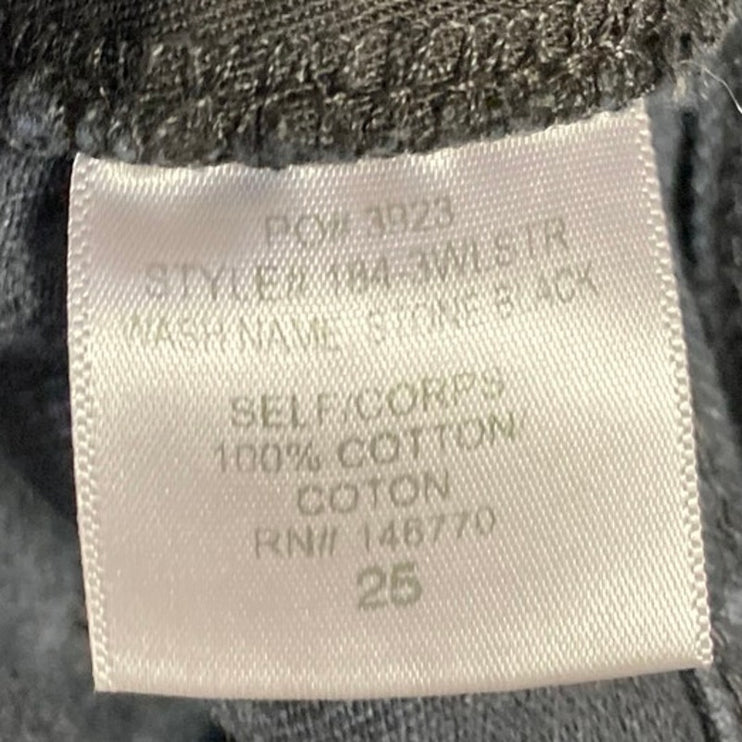 PO# 3923
STYLE# 184-3WLSTR
WASH NAME STONE BLACK
SELF/CORPS
100% COTTON/
COTON
RN# 146770
25